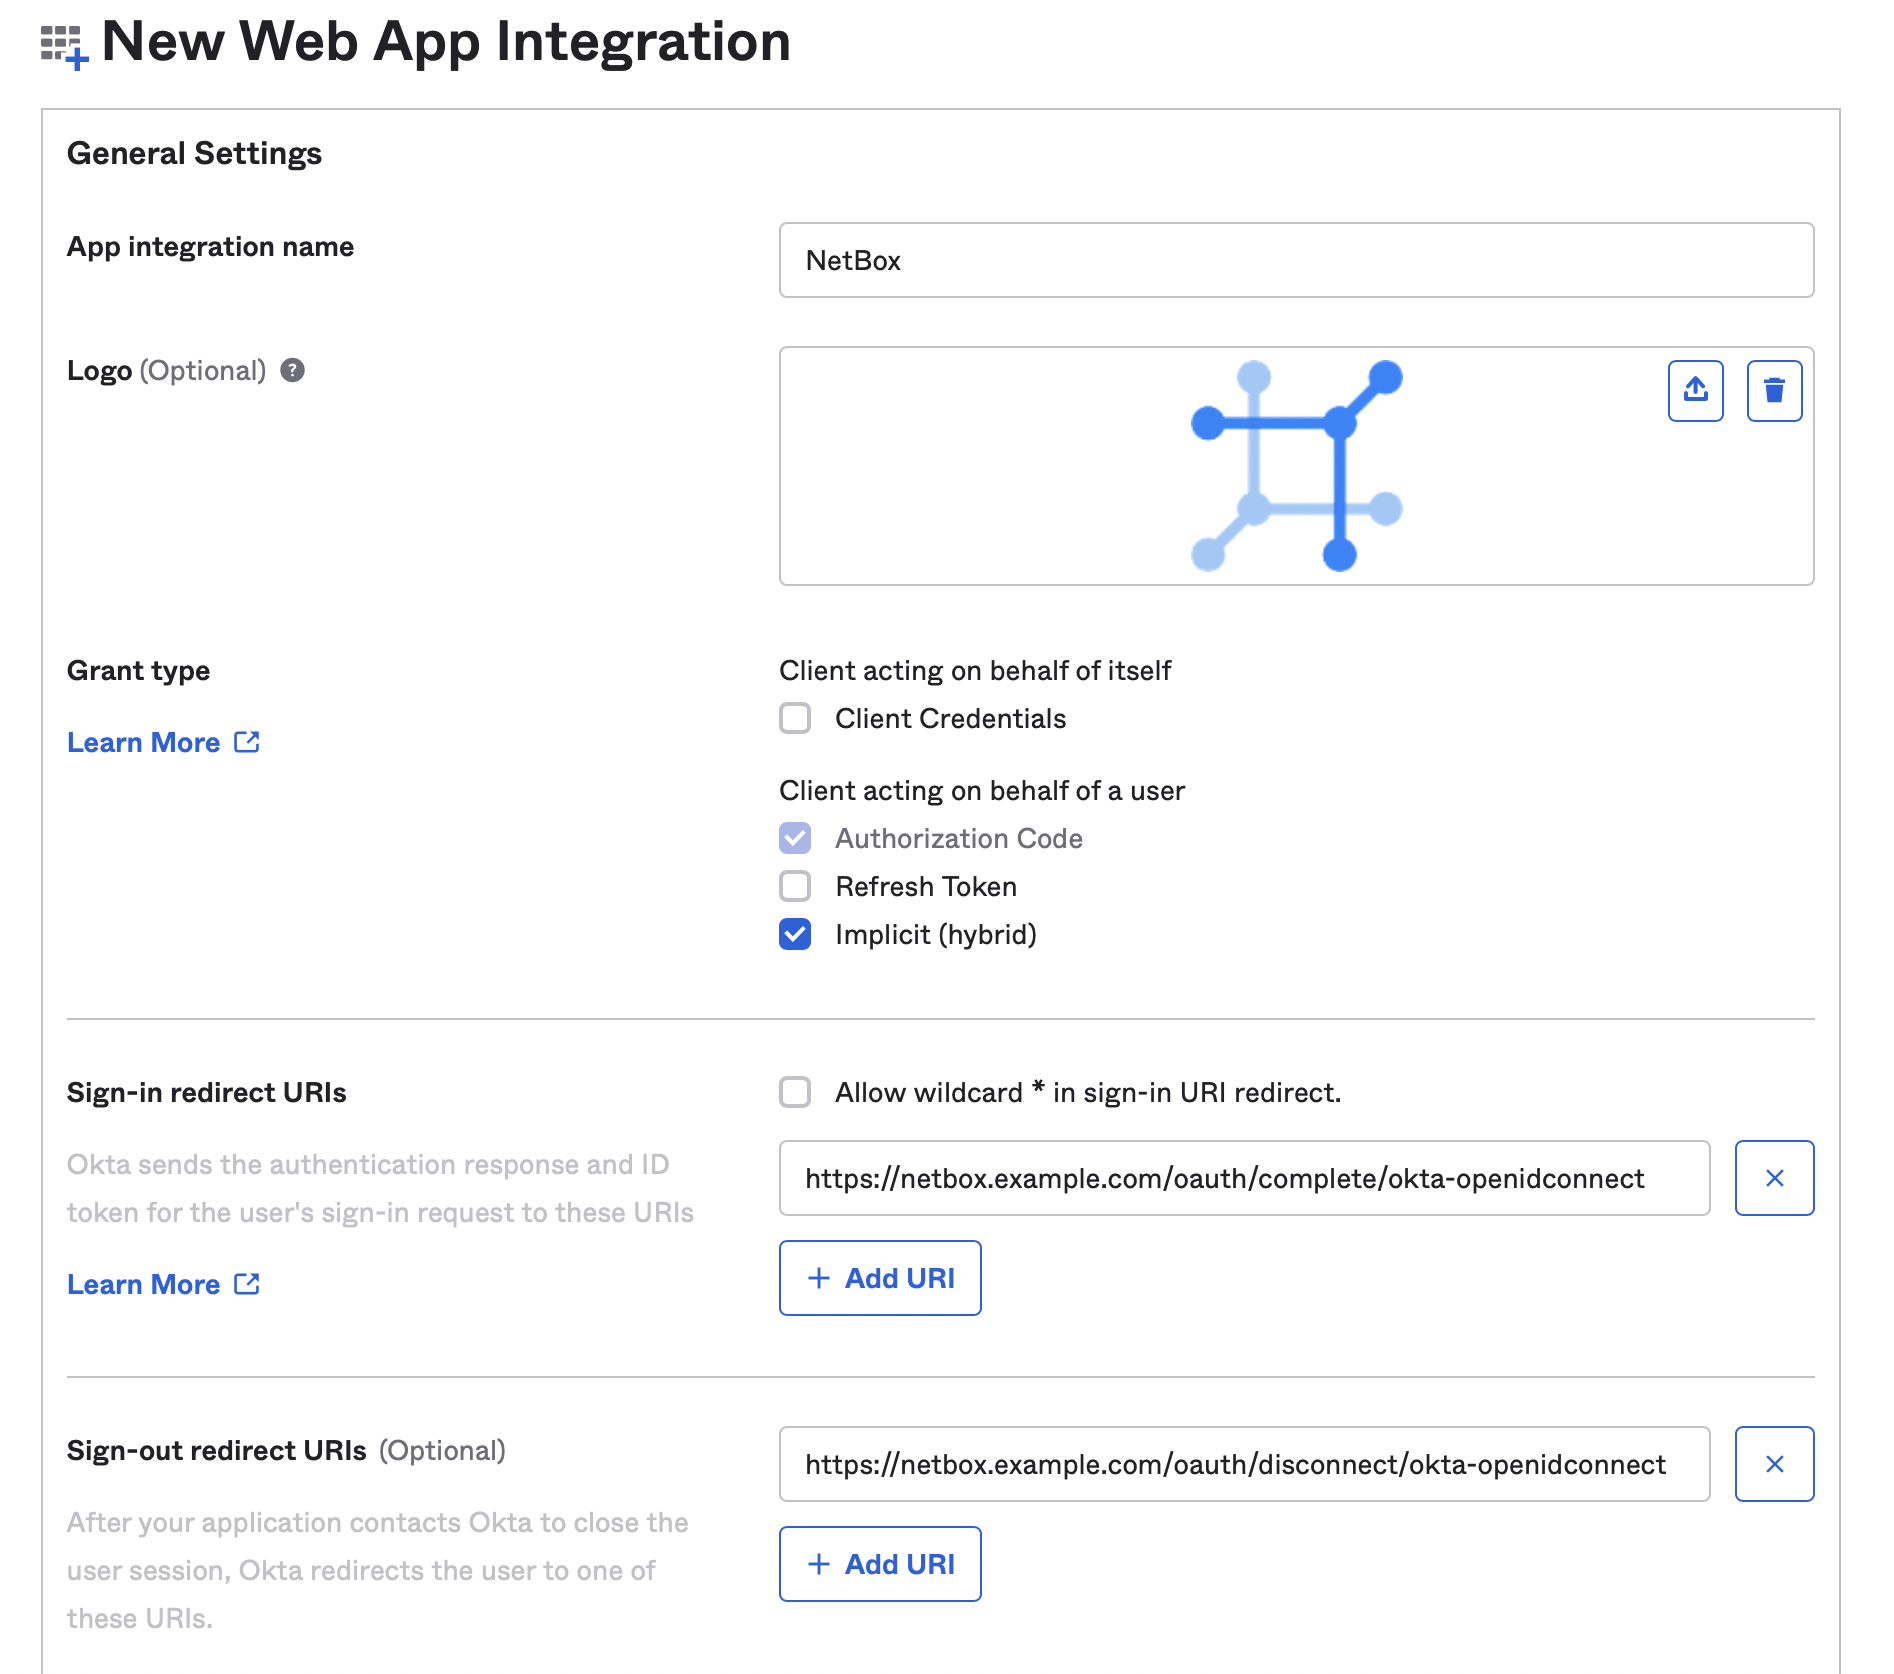 New Web App Integration
General Settings
App integration name
NetBox
Logo (Optional) ?
Grant type
Learn More
Client acting on behalf of itself
Client Credentials
Client acting on behalf of a user
Authorization Code
Refresh Token
Implicit (hybrid)
Sign-in redirect URIs
Okta sends the authentication response and ID
token for the user's sign-in request to these URIs
Learn More
Allow wildcard * in sign-in URI redirect.
https://netbox.example.com/oauth/complete/okta-openidconnect
+ Add URI
Sign-out redirect URIs (Optional)
After your application contacts Okta to close the
user session, Okta redirects the user to one of
these URIs.
https://netbox.example.com/oauth/disconnect/okta-openidconnect
+ Add URI